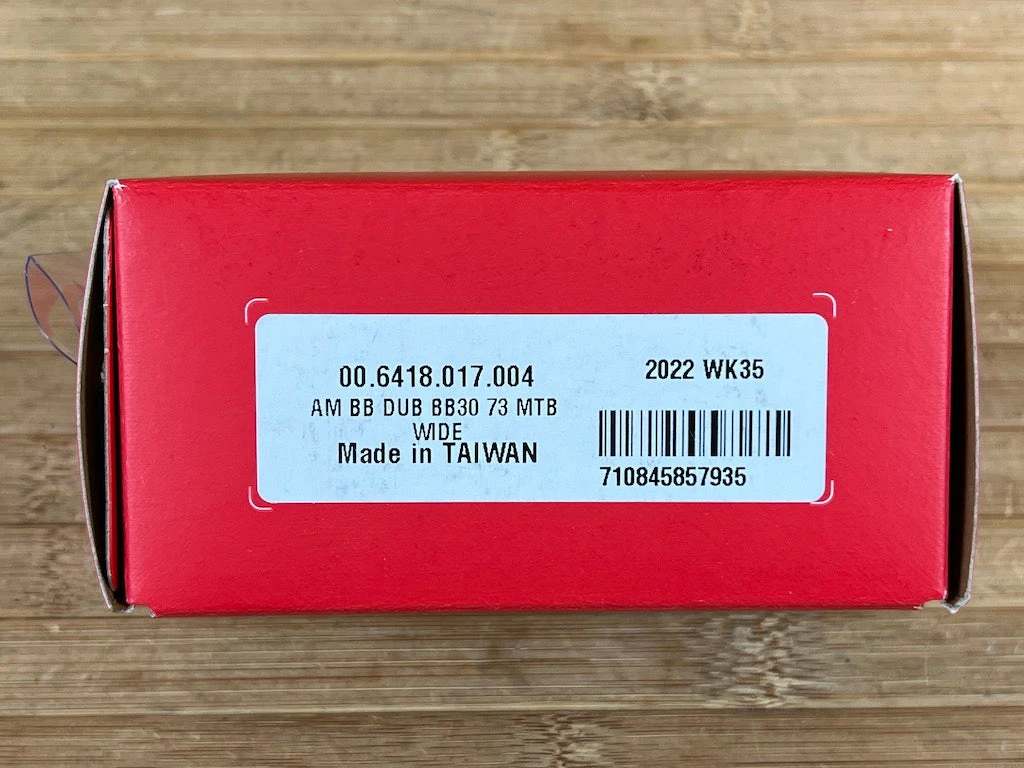 00.6418.017.004
AM BB DUB BB30 73 MTB
WIDE
Made in TAIWAN
2022 WK35
710845857935